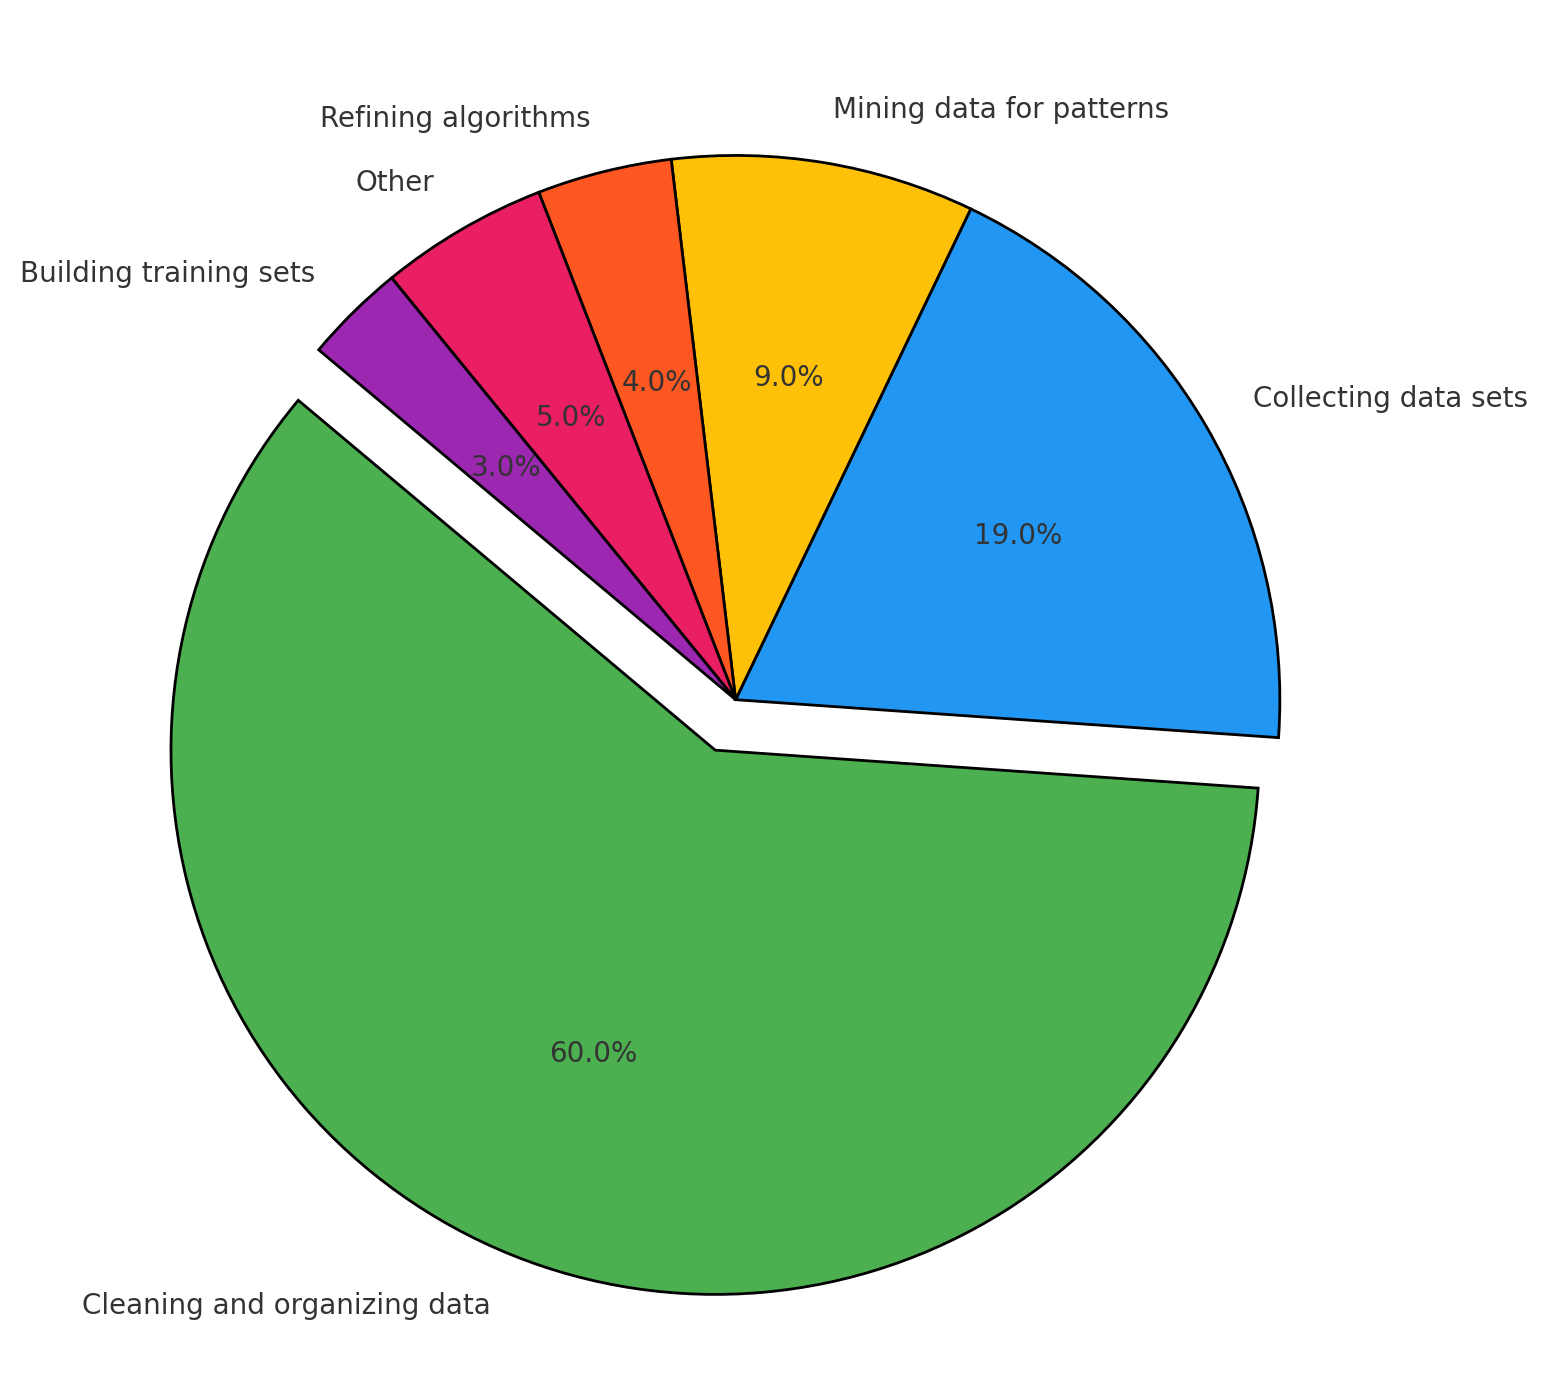 Mining data for patterns
Refining algorithms
Other
Building training sets
9.0%
4.0%
Collecting data sets
5.0%
3.0%
19.0%
60.0%
Cleaning and organizing data